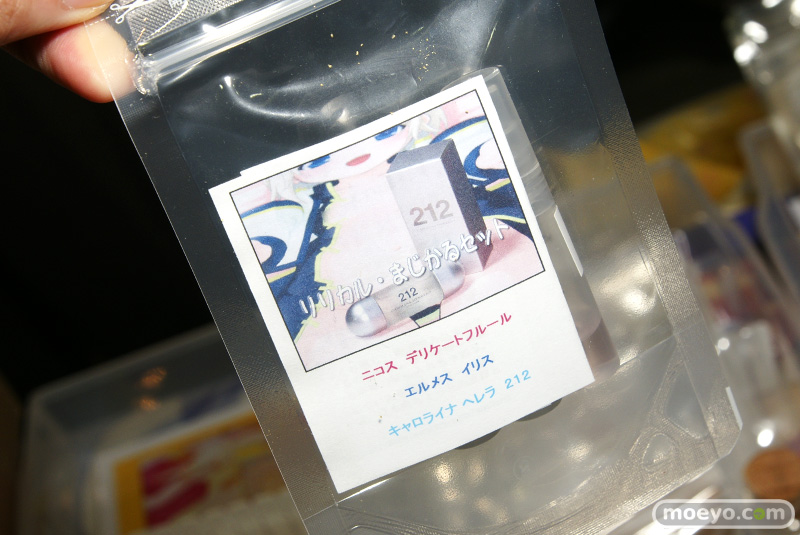 212
リリカル・まじかるセット
212
ニコス デリケートフルール
エルメス イリス
キャロライナ ヘレラ 212
moeyo.com